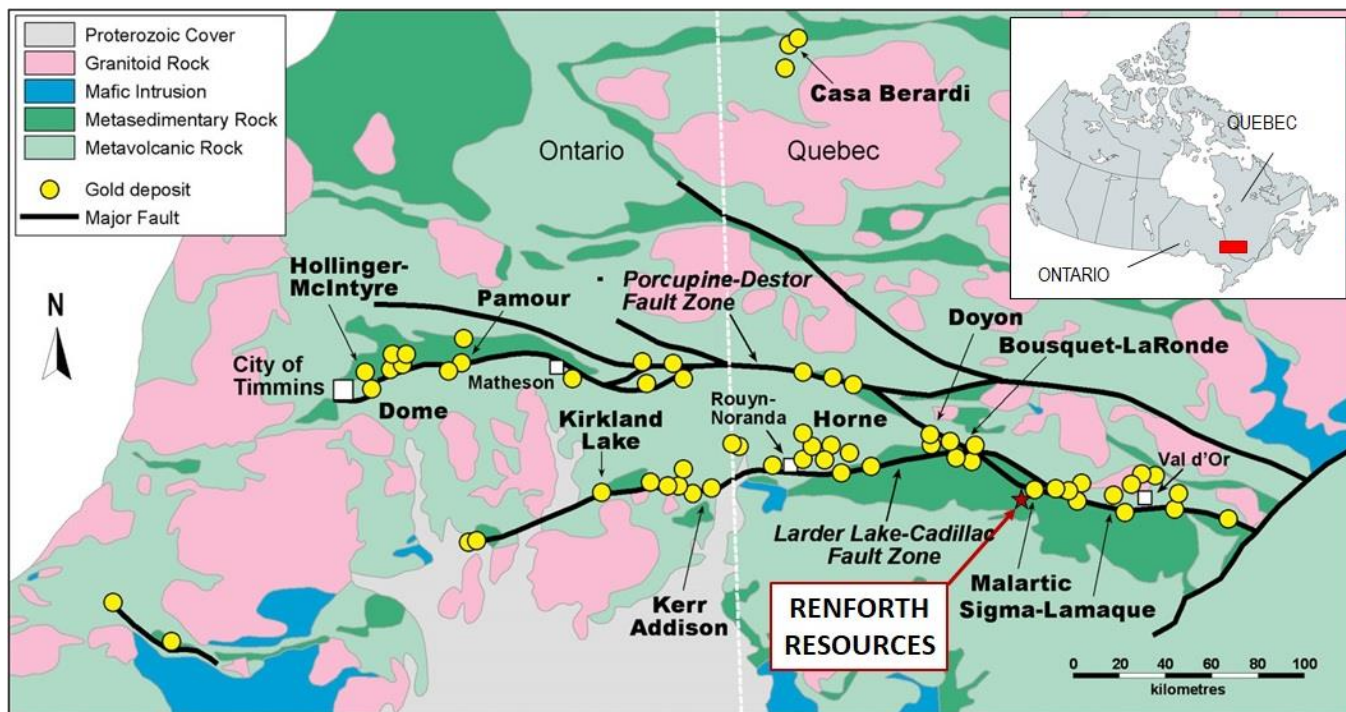 Proterozoic Cover
Granitoid Rock
Mafic Intrusion
Metasedimentary Rock
Metavolcanic Rock
Gold deposit
Major Fault
Casa Berardi
QUEBEC
ONTARIO
Ontario
Quebec
N
Hollinger-
McIntyre
Pamour
Porcupine-Destor
Fault Zone
Doyon
Bousquet-LaRonde
City of
Timmins
Dome
Matheson
Kirkland
Lake
Rouyn-
Noranda
Horne
Val d'Or
Larder Lake-Cadillac
Fault Zone
Kerr
Addison
RENFORTH
RESOURCES
Malartic
Sigma-Lamaque
0 20 40 60 80 100
kilometres